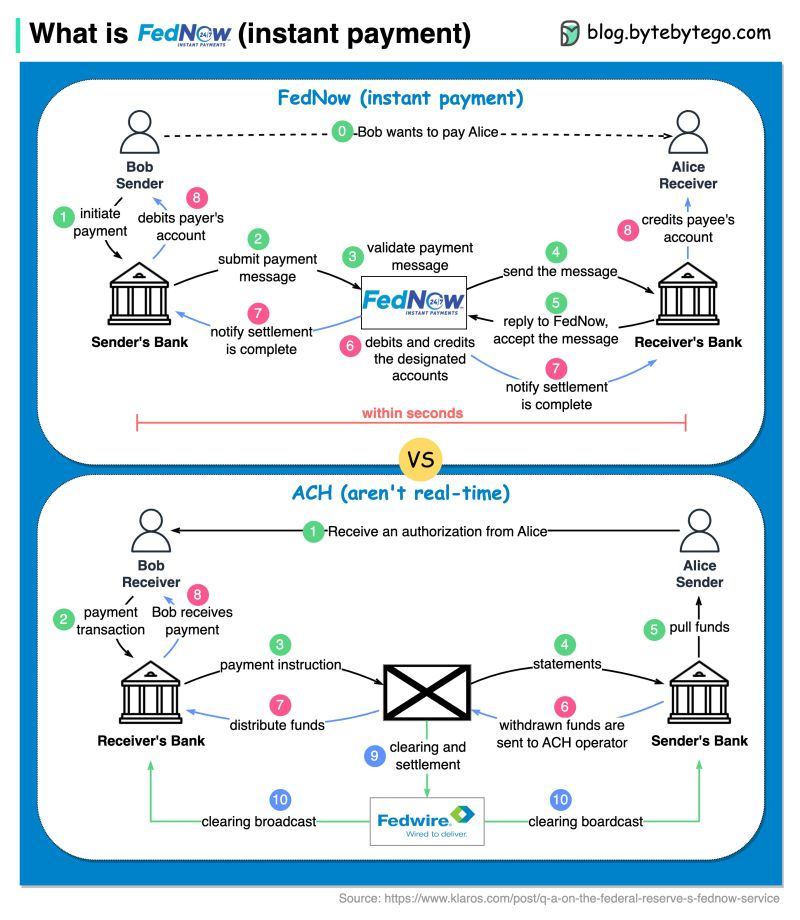 What is FedNow 24/7 INSTANT PAYMENTS (instant payment)
blog.bytebytego.com
FedNow (instant payment)
0 Bob wants to pay Alice
Bob
Sender
Alice
Receiver
1 initiate
payment
8
debits payer's
account
2
submit payment
message
3 validate payment
message
4
send the message
8 credits payee's
account
FedNow 24/7
INSTANT PAYMENTS
5
reply to FedNow,
accept the message
Sender's Bank
Receiver's Bank
7
notify settlement
is complete
6 debits and credits
the designated
accounts
7
notify settlement
is complete
within seconds
VS
ACH (aren't real-time)
1 Receive an authorization from Alice
Bob
Receiver
Alice
Sender
2 payment
transaction
8
Bob receives
payment
3
payment instruction
4
statements
5 pull funds
7
distribute funds
6
withdrawn funds are
sent to ACH operator
Receiver's Bank
Sender's Bank
9 clearing and
settlement
10
clearing broadcast
Fedwire
Wired to deliver.
10
clearing boardcast
Source: https://www.klaros.com/post/q-a-on-the-federal-reserve-s-fednow-service